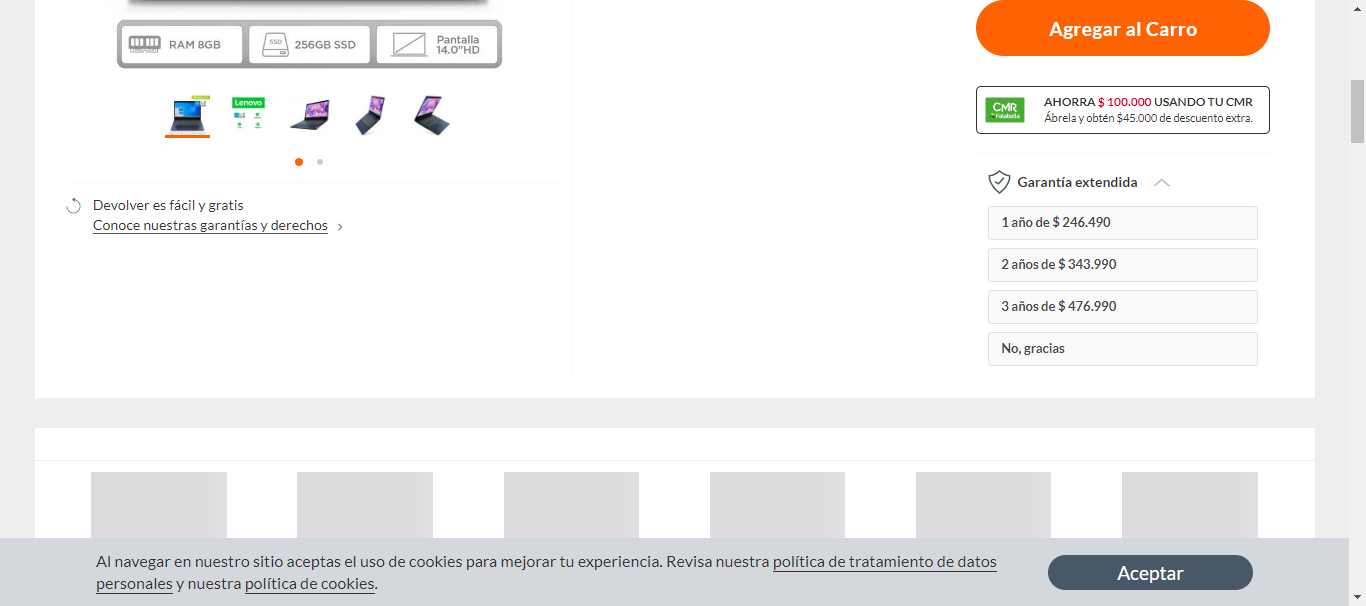 RAM 8GB
SSD
256GB SSD
Pantalla
14.0"HD
Lenovo
Devolver es fácil y gratis
Conoce nuestras garantías y derechos
Agregar al Carro
CMR
Falabella
AHORRA $ 100.000 USANDO TU CMR
Ábrela y obtén $45.000 de descuento extra.
Garantía extendida
1 año de $ 246.490
2 años de $ 343.990
3 años de $ 476.990
No, gracias
Al navegar en nuestro sitio aceptas el uso de cookies para mejorar tu experiencia. Revisa nuestra política de tratamiento de datos
personales y nuestra política de cookies.
Aceptar